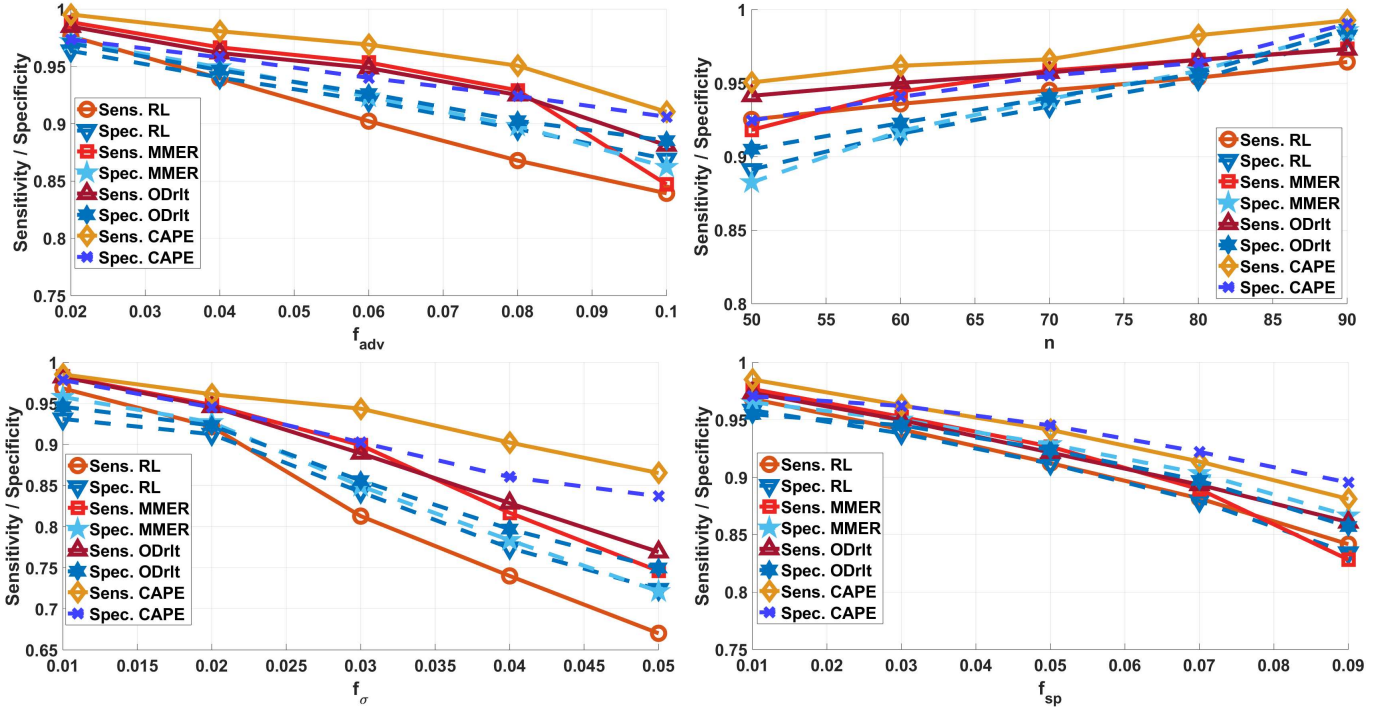 Sensitivity / Specificity
1
0.95
0.9
0.85
0.8
0.75
Sens. RL
Spec. RL
Sens. MMER
Spec. MMER
Sens. ODrlt
Spec. ODrlt
Sens. CAPE
Spec. CAPE
0.02 0.03 0.04 0.05 0.06 0.07 0.08 0.09 0.1
f_adv
Sensitivity / Specificity
1
0.95
0.9
0.85
0.8
Sens. RL
Spec. RL
Sens. MMER
Spec. MMER
Sens. ODrlt
Spec. ODrlt
Sens. CAPE
Spec. CAPE
50 55 60 65 70 75 80 85 90
n
Sensitivity / Specificity
1
0.95
0.9
0.85
0.8
0.75
0.7
0.65
Sens. RL
Spec. RL
Sens. MMER
Spec. MMER
Sens. ODrlt
Spec. ODrlt
Sens. CAPE
Spec. CAPE
0.01 0.015 0.02 0.025 0.03 0.035 0.04 0.045 0.05
f_σ
Sensitivity / Specificity
1
0.95
0.9
0.85
0.8
0.75
Sens. RL
Spec. RL
Sens. MMER
Spec. MMER
Sens. ODrlt
Spec. ODrlt
Sens. CAPE
Spec. CAPE
0.01 0.02 0.03 0.04 0.05 0.06 0.07 0.08 0.09
f_sp